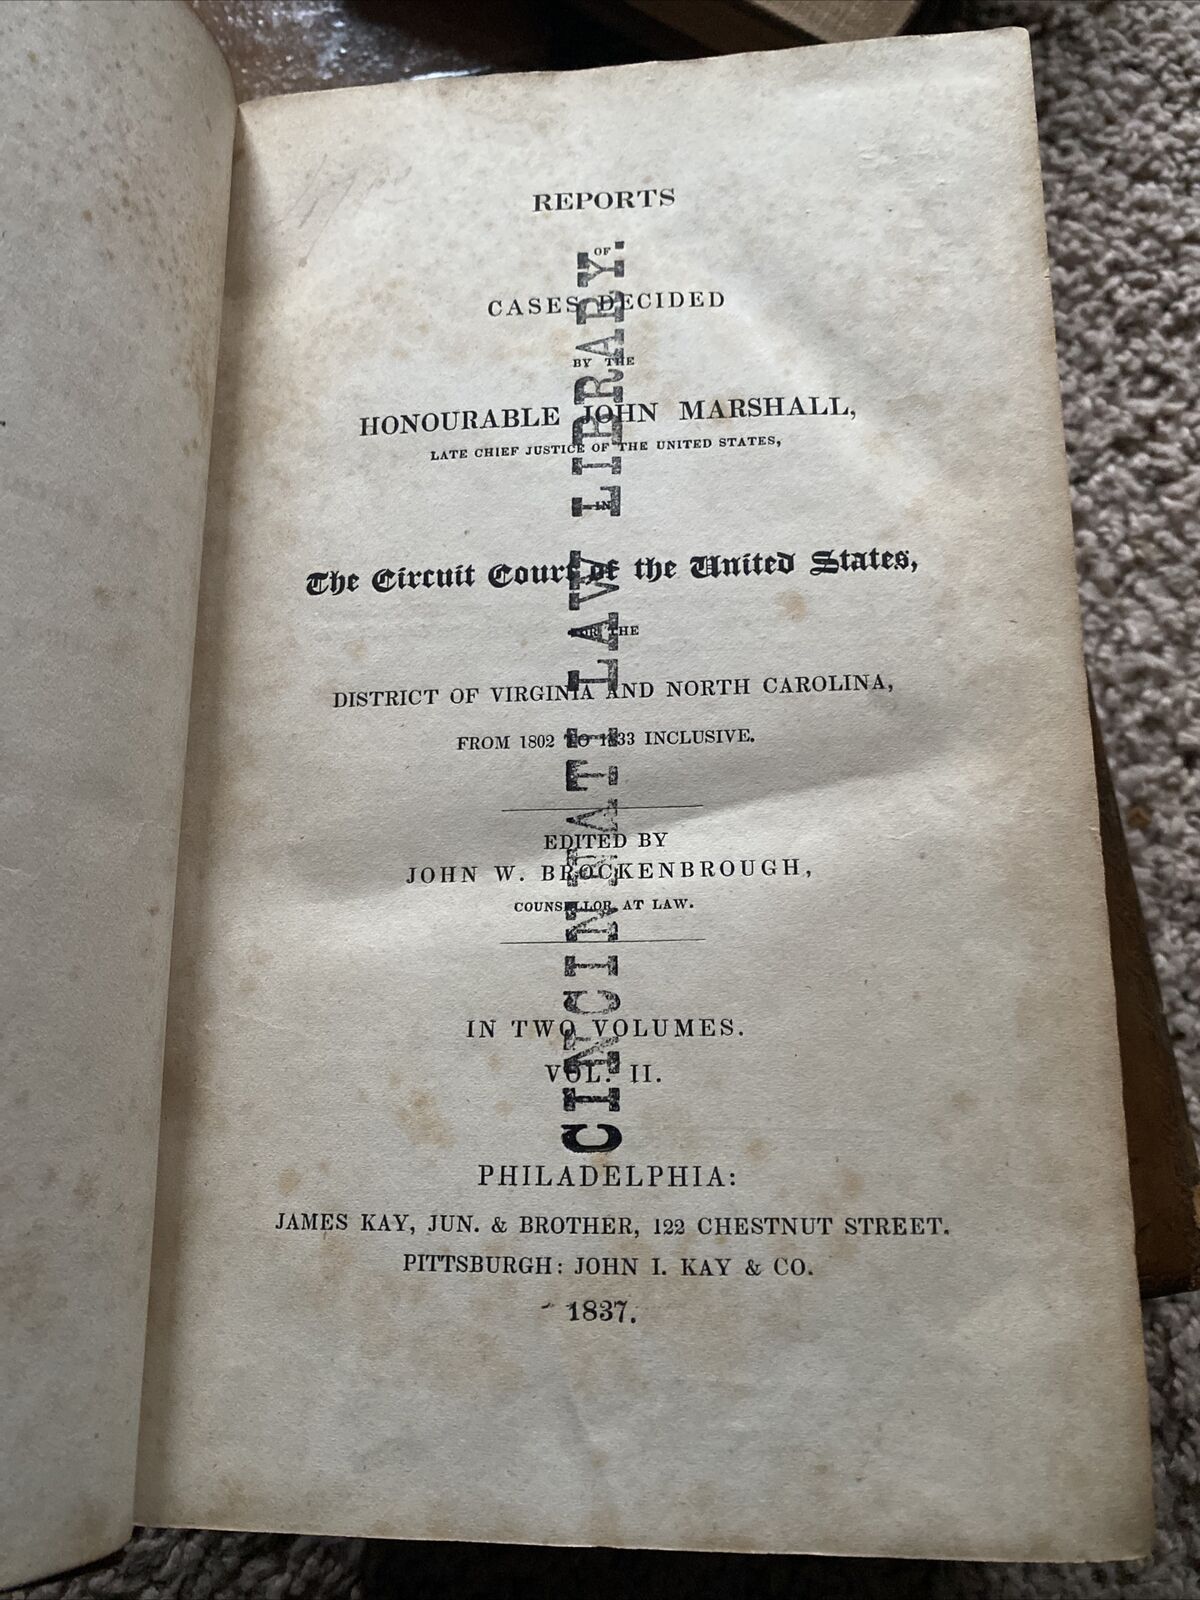 REPORTS
OF
CASES DECIDED
BY THE
HONOURABLE JOHN MARSHALL,
LATE CHIEF JUSTICE OF THE UNITED STATES,
IN
The Circuit Court of the United States,
FOR THE
DISTRICT OF VIRGINIA AND NORTH CAROLINA,
FROM 1802 TO 1833 INCLUSIVE.
EDITED BY
JOHN W. BROCKENBROUGH,
COUNSELLOR AT LAW.
IN TWO VOLUMES.
VOL. II.
PHILADELPHIA:
JAMES KAY, JUN. & BROTHER, 122 CHESTNUT STREET.
PITTSBURGH: JOHN I. KAY & CO.
1837.
CINCINNATI LAW LIBRARY.